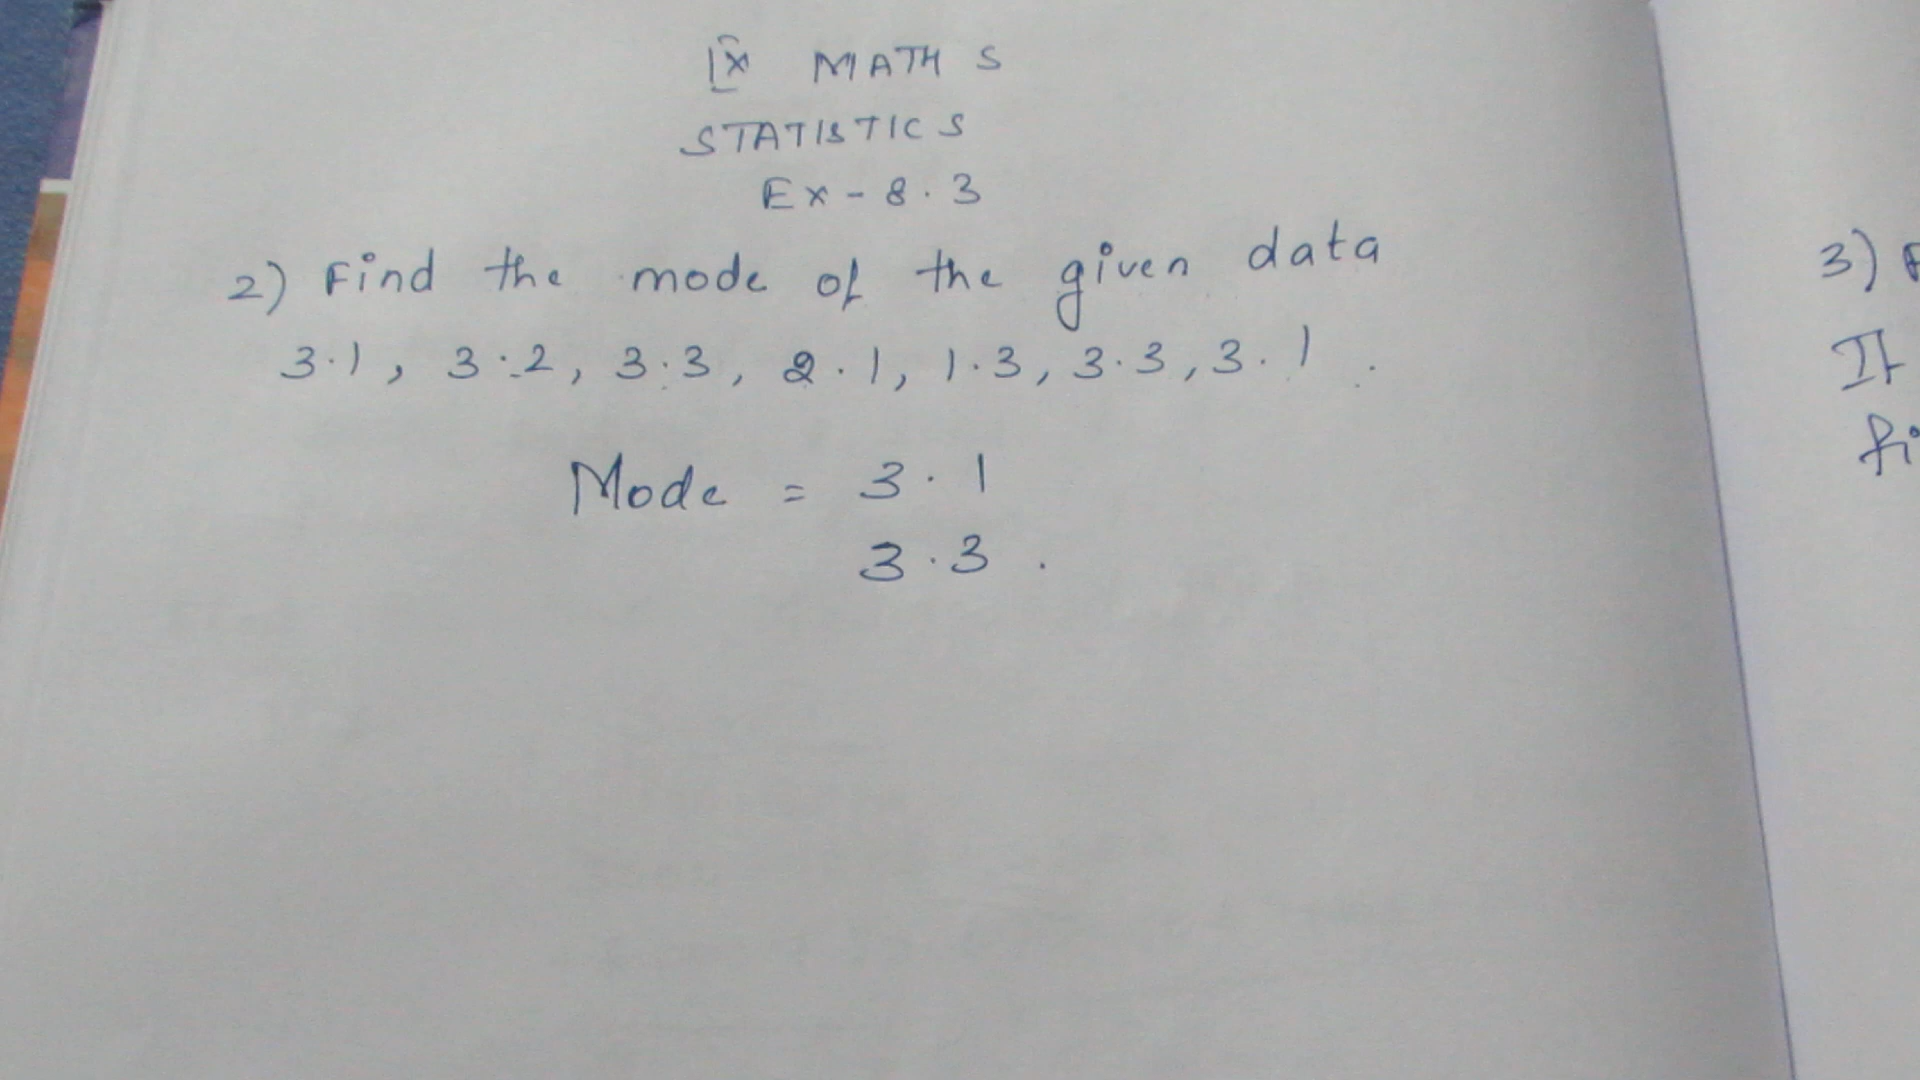 IX MATHS
STATISTICS
Ex - 8.3
2) Find the mode of the given data
3.1, 3.2, 3.3, 2.1, 1.3, 3.3, 3.1.
Mode = 3.1
3.3.
3)
If
fi